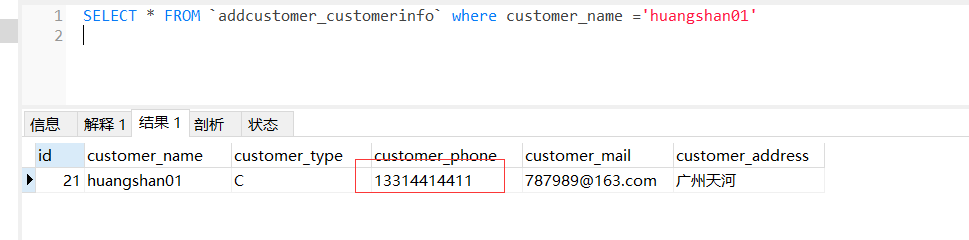 1 SELECT * FROM `addcustomer_customerinfo` where customer_name ='huangshan01'
2
信息 解释 1 结果 1 剖析 状态
id customer_name customer_type customer_phone customer_mail customer_address
21 huangshan01 C 13314414411 787989@163.com 广州天河